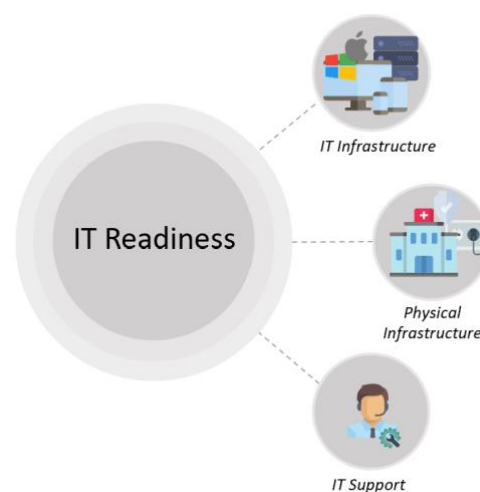 IT Infrastructure
IT Readiness
Physical
Infrastructure
IT Support